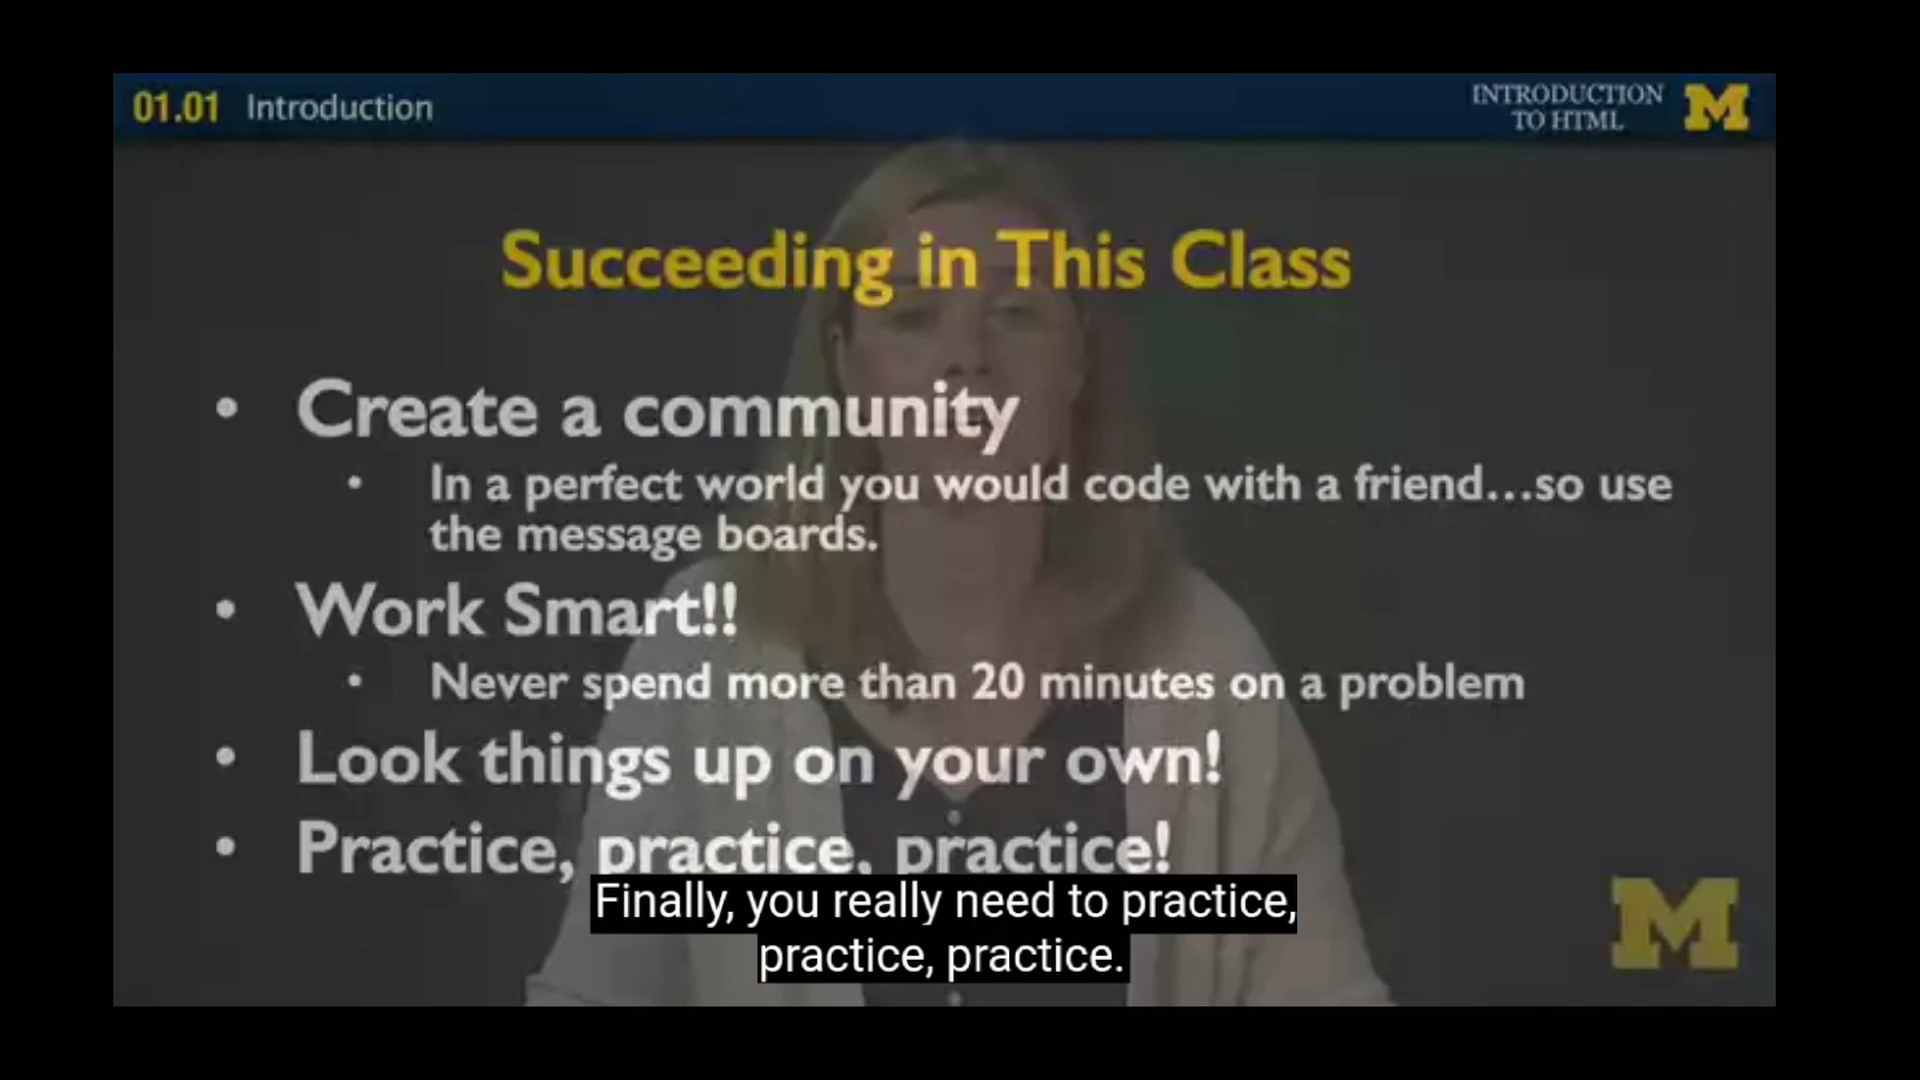 01.01 Introduction
INTRODUCTION
TO HTML
M
Succeeding in This Class
• Create a community
• In a perfect world you would code with a friend...so use
the message boards.
• Work Smart!!
• Never spend more than 20 minutes on a problem
• Look things up on your own!
• Practice, practice, practice!
Finally, you really need to practice,
practice, practice.
M